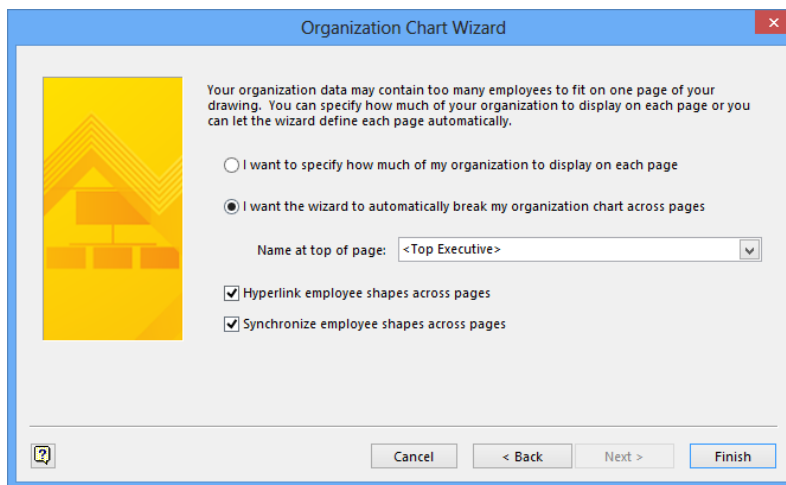 Organization Chart Wizard
Your organization data may contain too many employees to fit on one page of your
drawing. You can specify how much of your organization to display on each page or you
can let the wizard define each page automatically.
I want to specify how much of my organization to display on each page
I want the wizard to automatically break my organization chart across pages
Name at top of page: <Top Executive>
Hyperlink employee shapes across pages
Synchronize employee shapes across pages
Cancel < Back Next > Finish